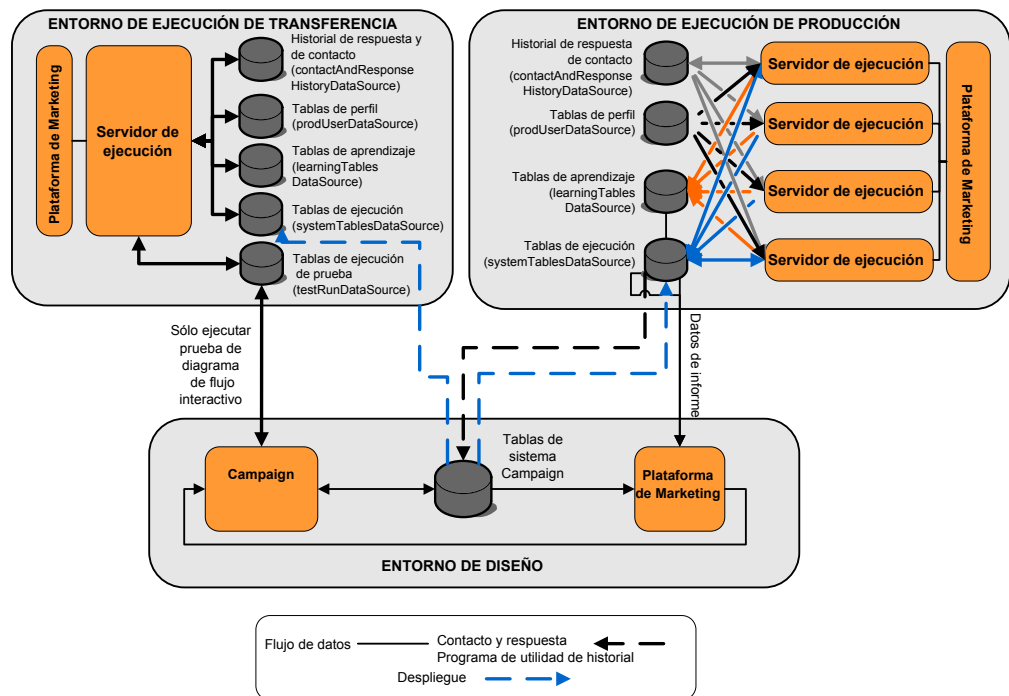 ENTORNO DE EJECUCIÓN DE TRANSFERENCIA
Plataforma de Marketing
Servidor de
ejecución
Historial de respuesta y
de contacto
(contactAndResponse
HistoryDataSource)
Tablas de perfil
(prodUserDataSource)
Tablas de aprendizaje
(learningTables
DataSource)
Tablas de ejecución
(systemTablesDataSource)
Tablas de ejecución
de prueba
(testRunDataSource)
ENTORNO DE EJECUCIÓN DE PRODUCCIÓN
Historial de respuesta
de contacto
(contactAndResponse
HistoryDataSource)
Tablas de perfil
(prodUserDataSource)
Tablas de aprendizaje
(learningTables
DataSource)
Tablas de ejecución
(systemTablesDataSource)
Servidor de ejecución
Servidor de ejecución
Servidor de ejecución
Servidor de ejecución
Plataforma de Marketing
Sólo ejecutar
prueba de
diagrama
de flujo
interactivo
Datos de informe
Campaign
Tablas de
sistema
Campaign
Plataforma
de Marketing
ENTORNO DE DISEÑO
Flujo de datos
Contacto y respuesta
Programa de utilidad de historial
Despliegue